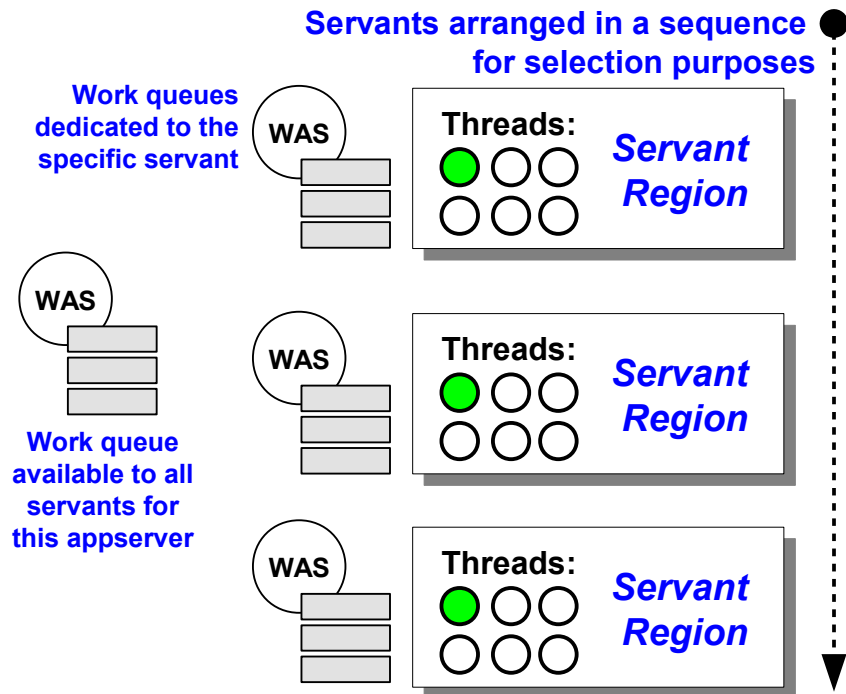 Servants arranged in a sequence
for selection purposes
Work queues
dedicated to the
specific servant
WAS
Threads:
Servant
Region
WAS
Work queue
available to all
servants for
this appserver
WAS
Threads:
Servant
Region
WAS
Threads:
Servant
Region